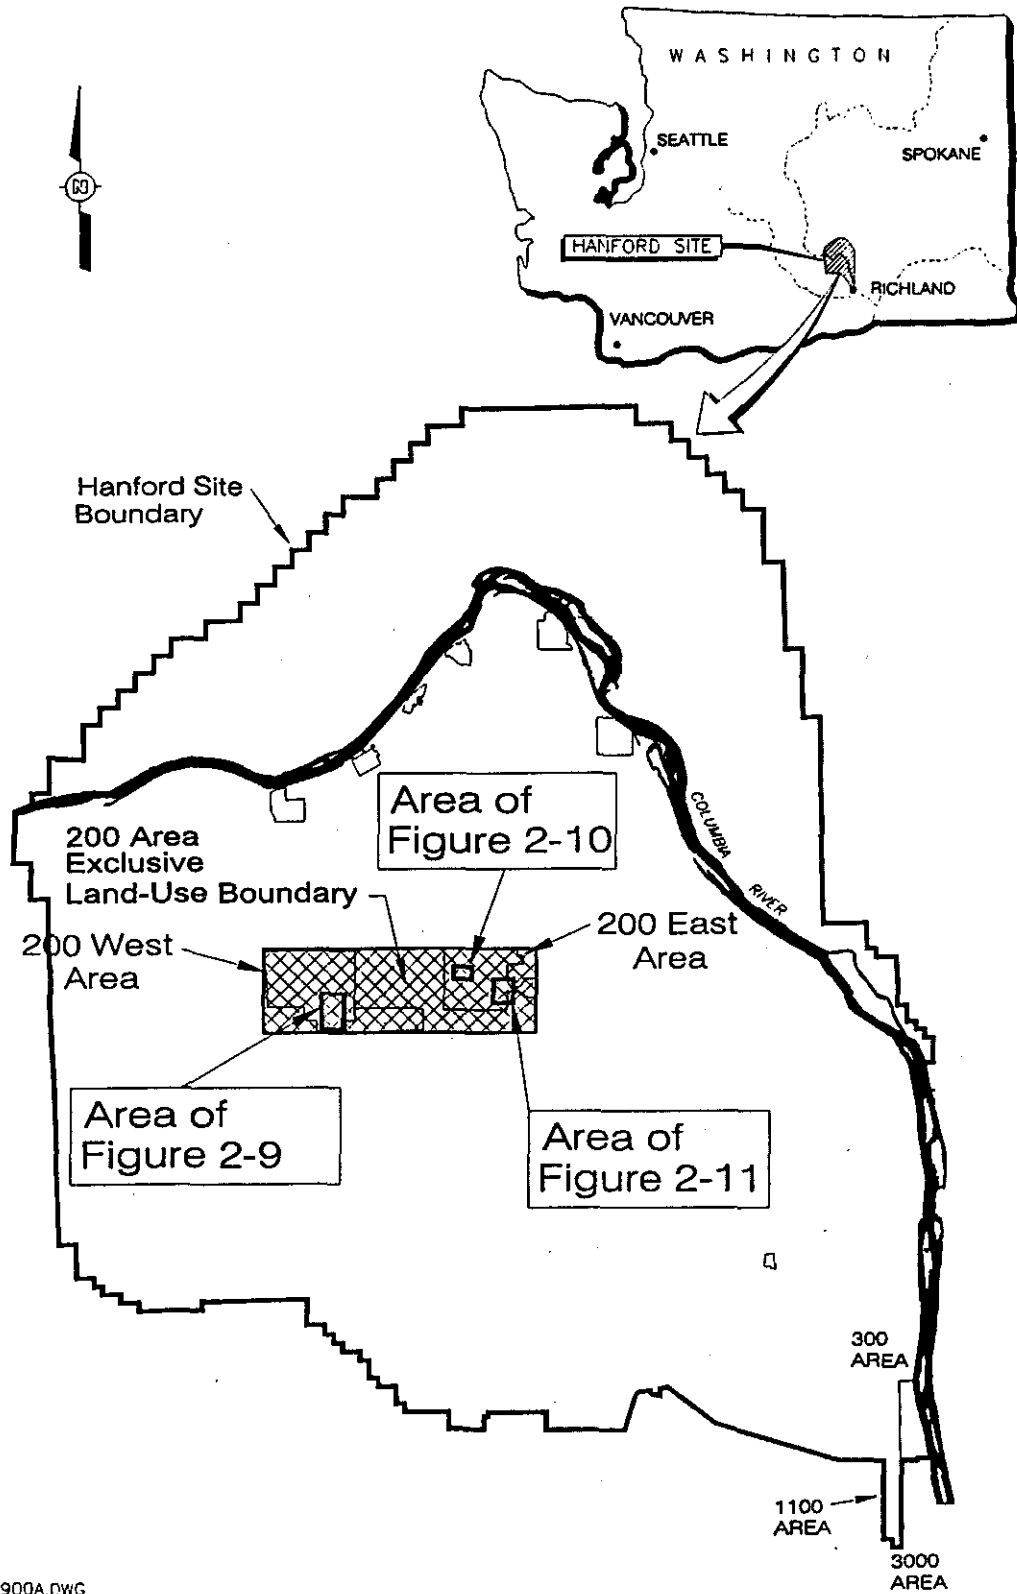 WASHINGTON
SEATTLE
SPOKANE
HANFORD SITE
RICHLAND
VANCOUVER
N
Hanford Site
Boundary
Area of
Figure 2-10
COLUMBIA
RIVER
200 Area
Exclusive
Land-Use Boundary
200 West
Area
200 East
Area
Area of
Figure 2-9
Area of
Figure 2-11
300
AREA
1100
AREA
3000
AREA
900A.DWG